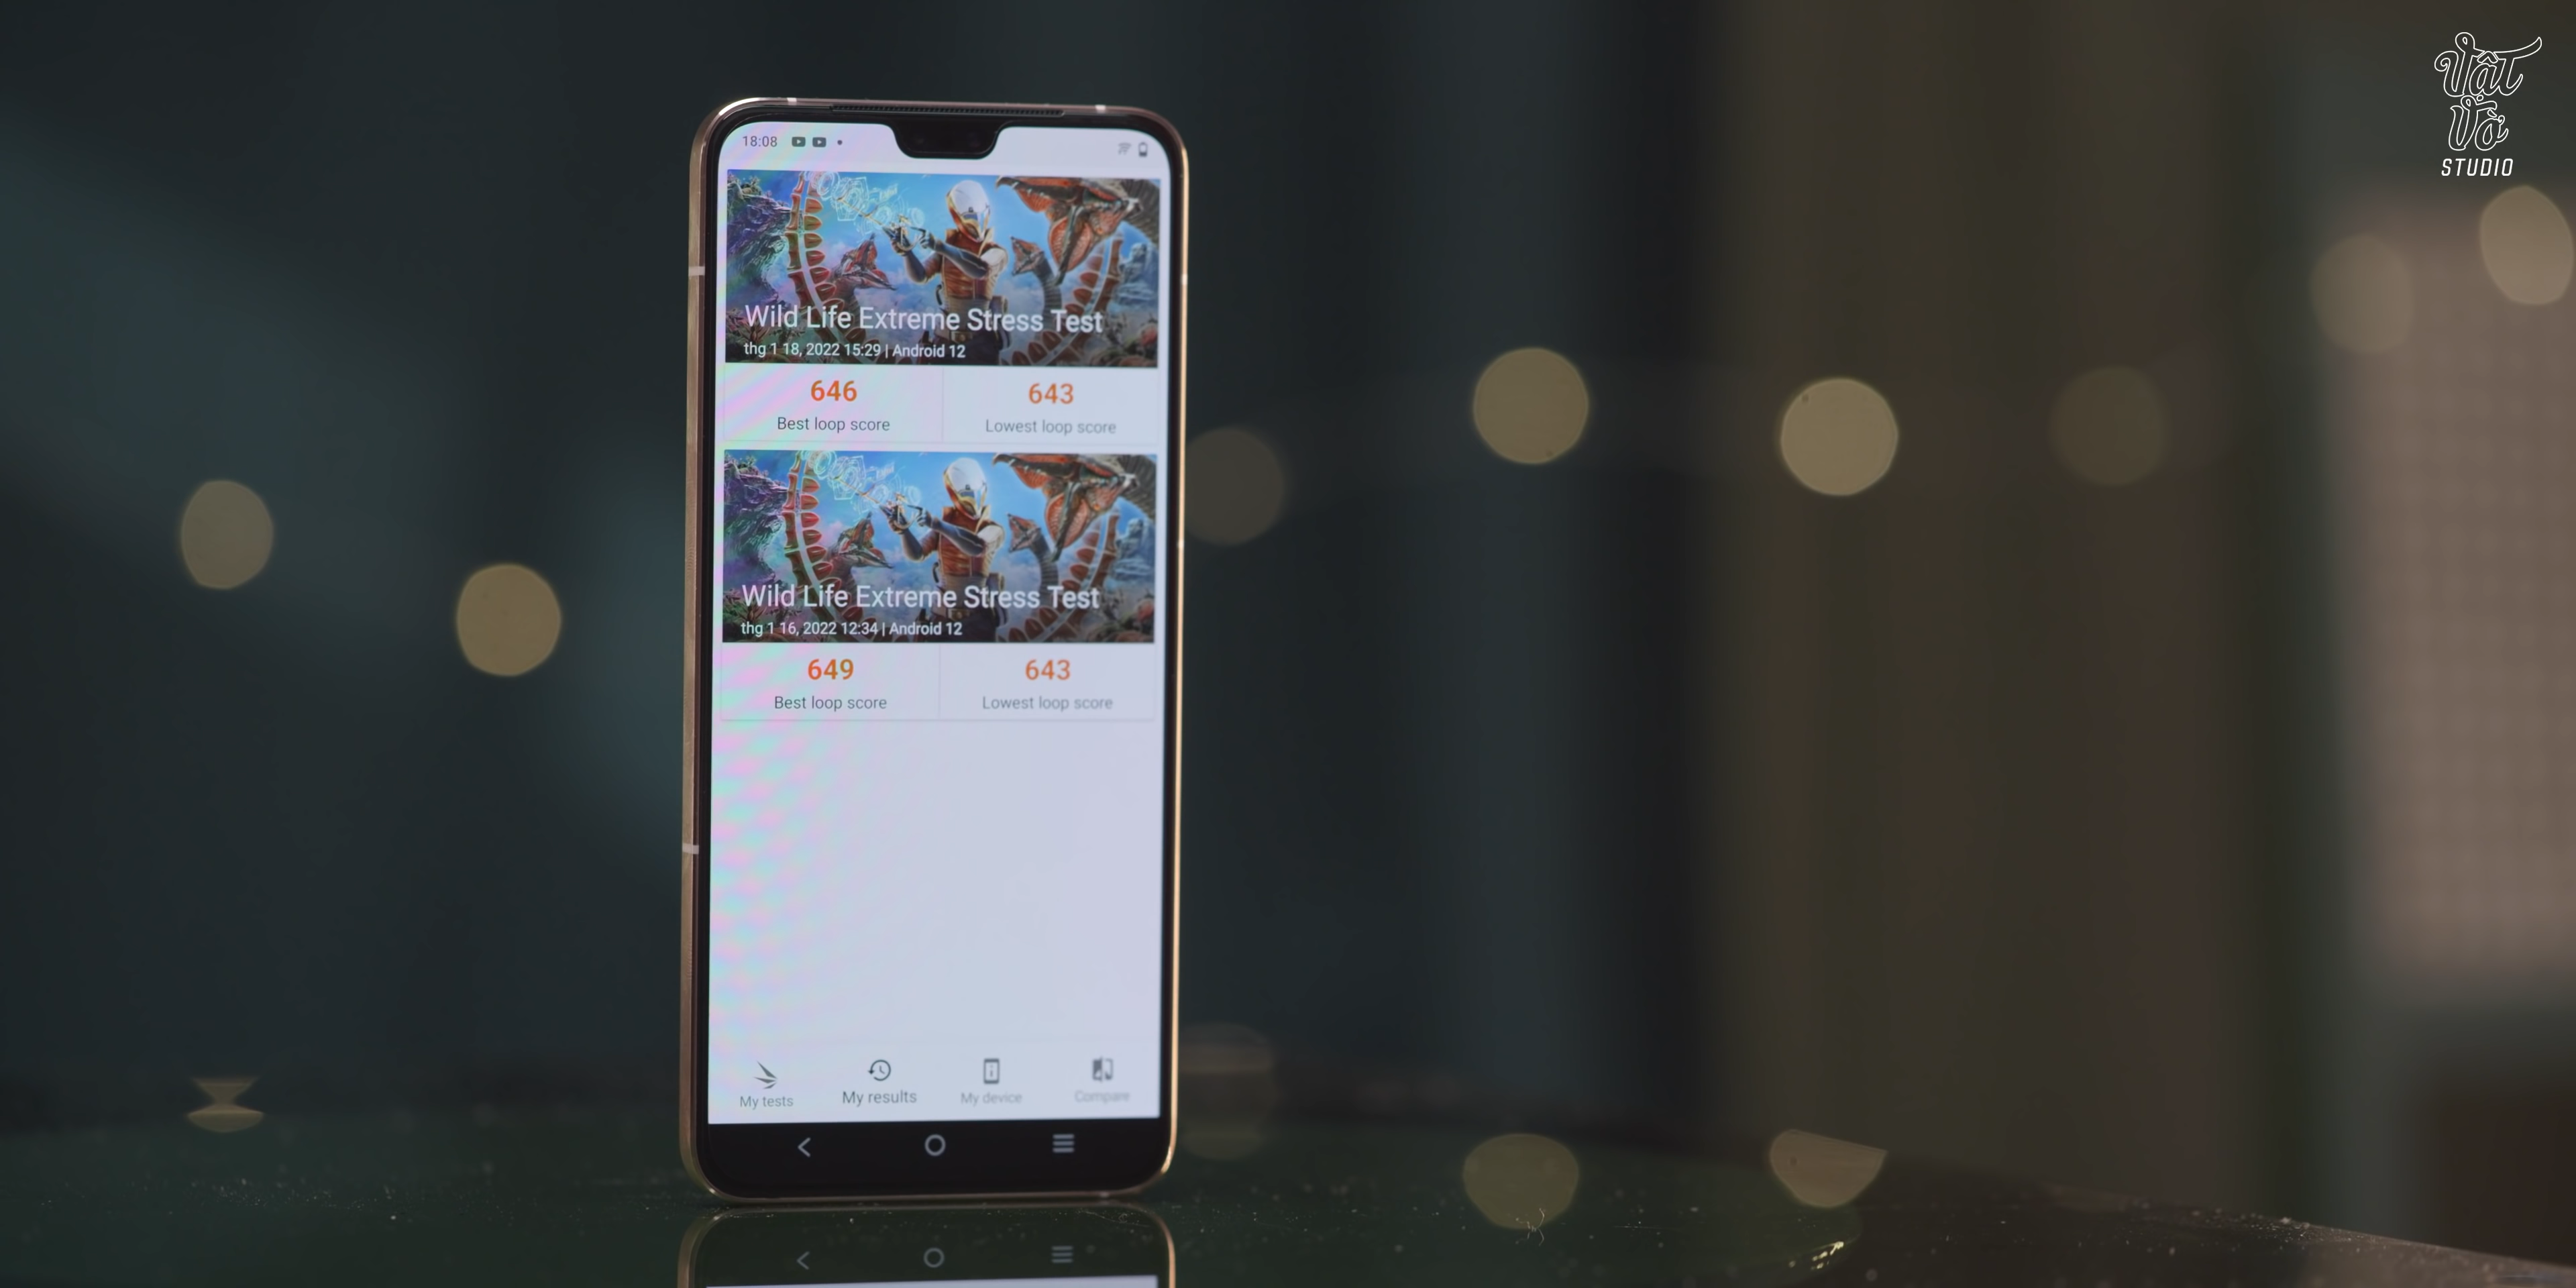 Vật
Vờ
STUDIO
18:08
Wild Life Extreme Stress Test
thg 1 18, 2022 15:29 | Android 12
646
643
Best loop score
Lowest loop score
Wild Life Extreme Stress Test
thg 1 16, 2022 12:34 | Android 12
649
643
Best loop score
Lowest loop score
My tests
My results
My device
Compare